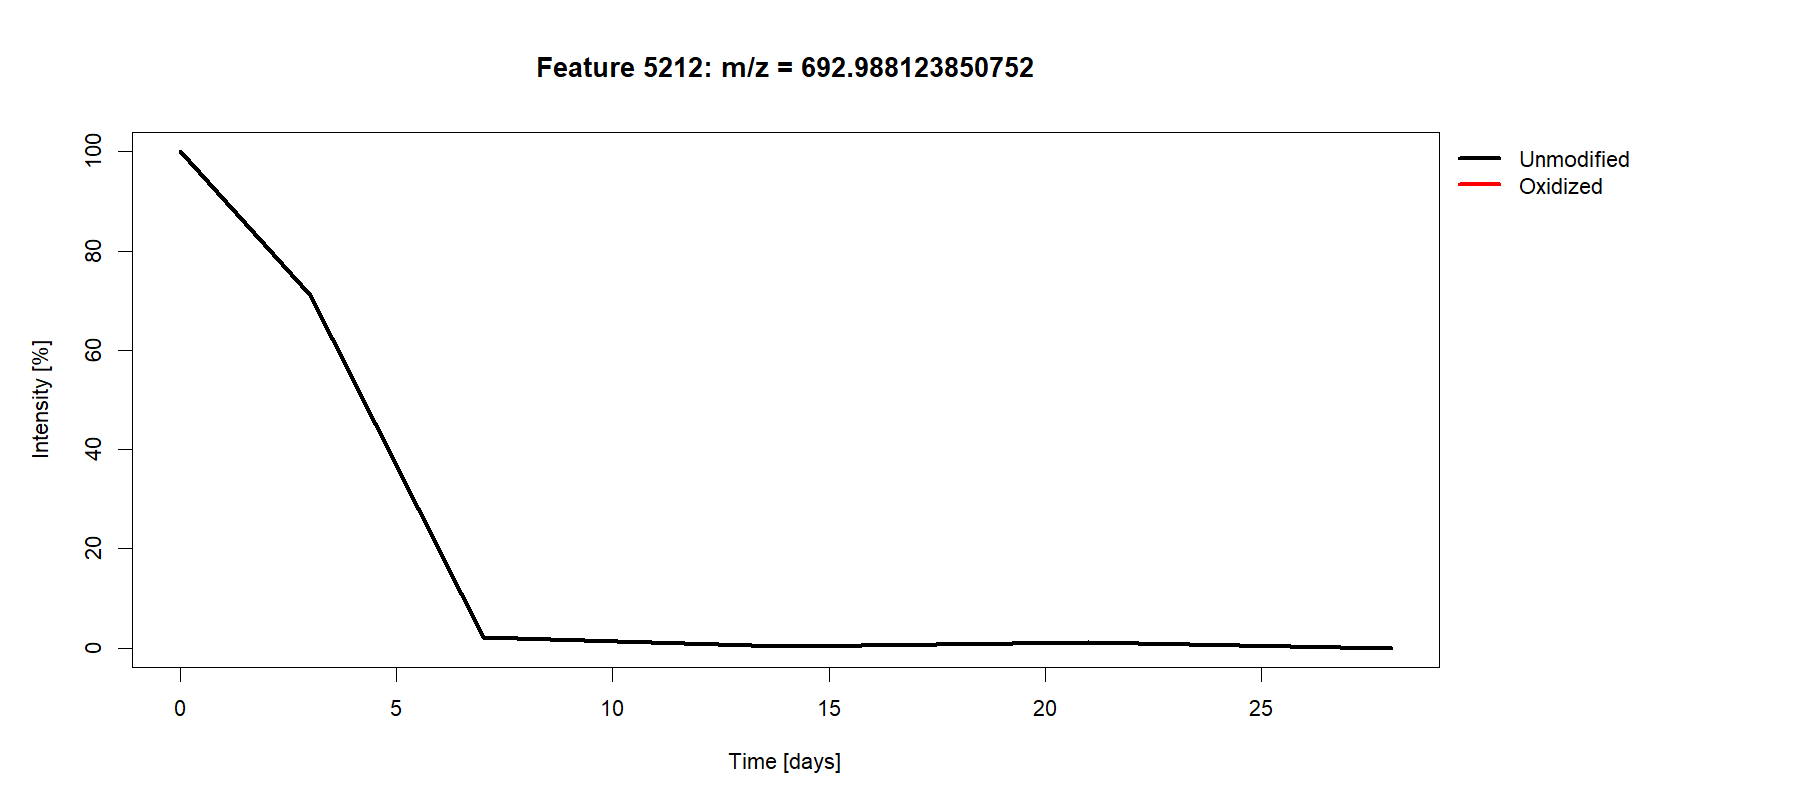 Feature 5212: m/z = 692.988123850752
Unmodified
Oxidized
Intensity [%]
100
80
60
40
20
0
0 5 10 15 20 25
Time [days]